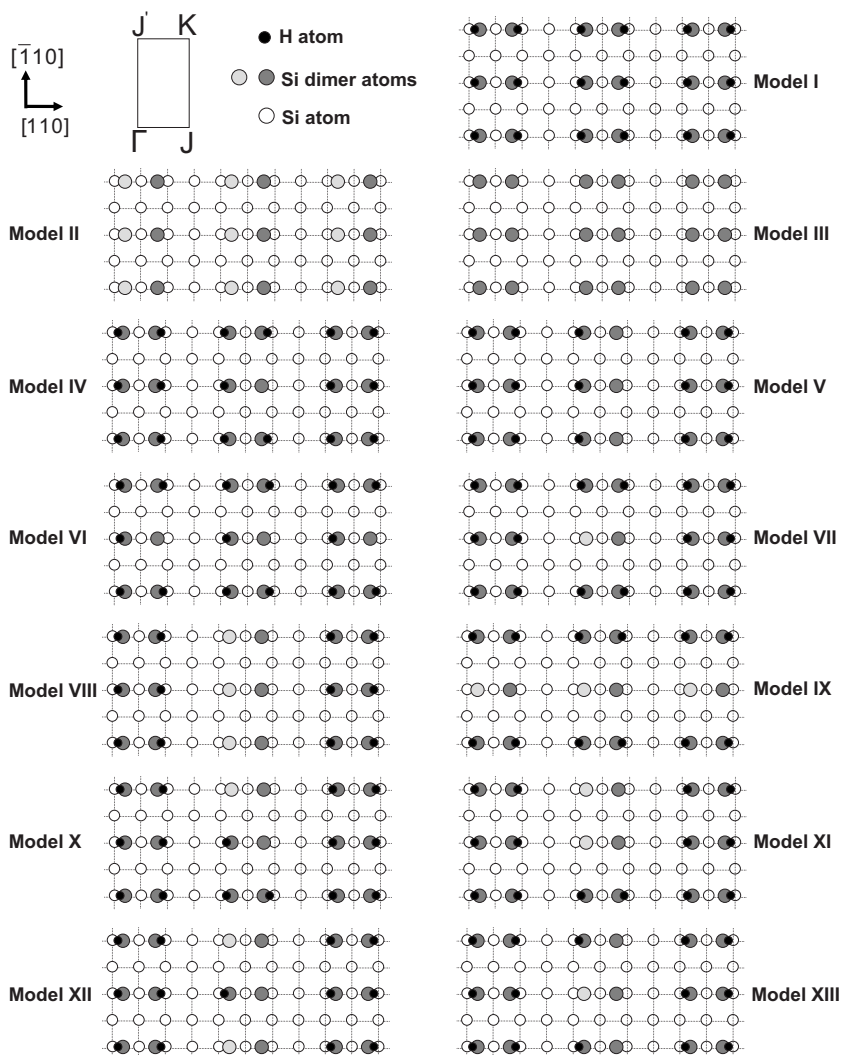 J' K
H atom
[1̄10]
Si dimer atoms
Model I
[110]
Si atom
Γ J
Model II
Model III
Model IV
Model V
Model VI
Model VII
Model VIII
Model IX
Model X
Model XI
Model XII
Model XIII